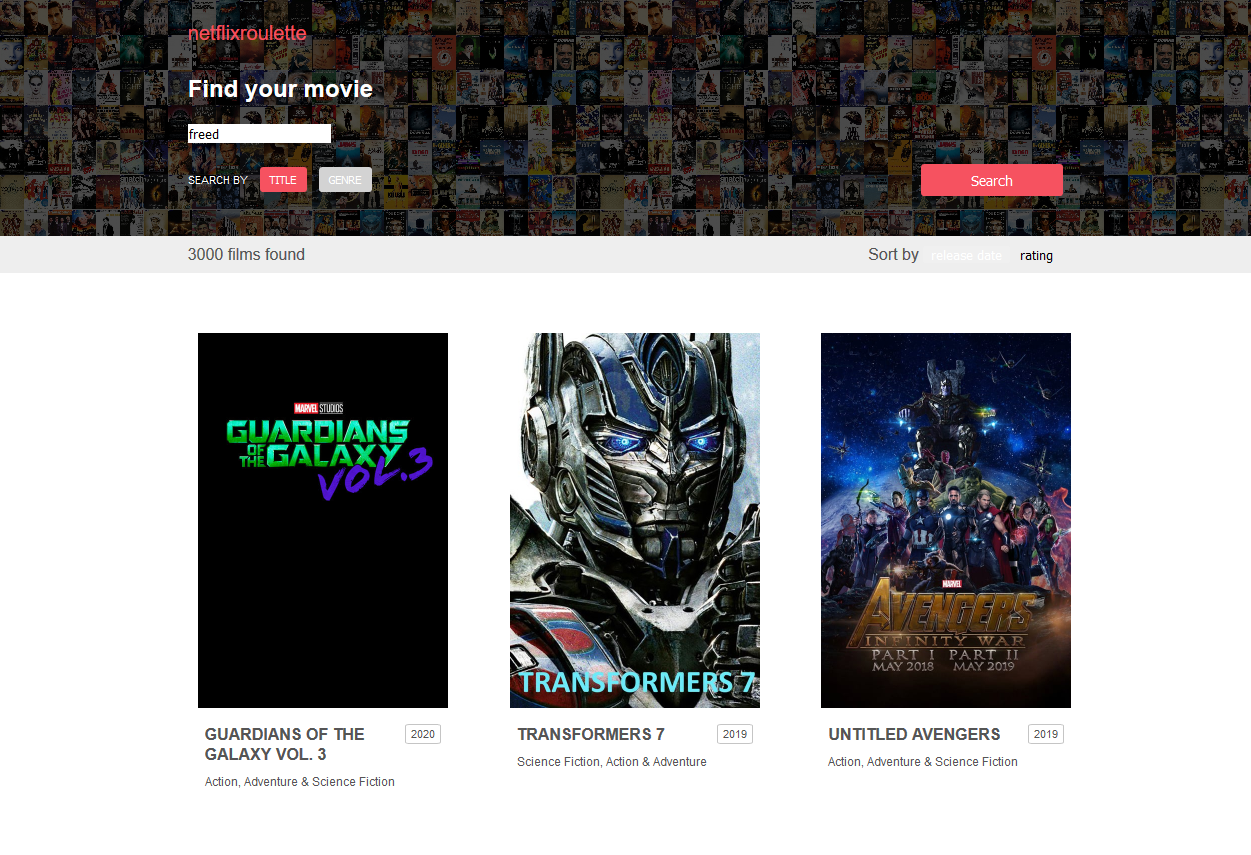 netflixroulette
Find your movie
freed
SEARCH BY TITLE GENRE
Search
3000 films found
Sort by release date rating
MARVEL STUDIOS
GUARDIANS
OF THE GALAXY
VOL.3
TRANSFORMERS 7
MARVEL
AVENGERS
INFINITY WAR
PART I PART II
MAY 2018 MAY 2019
GUARDIANS OF THE
GALAXY VOL. 3
2020
Action, Adventure & Science Fiction
TRANSFORMERS 7
2019
Science Fiction, Action & Adventure
UNTITLED AVENGERS
2019
Action, Adventure & Science Fiction